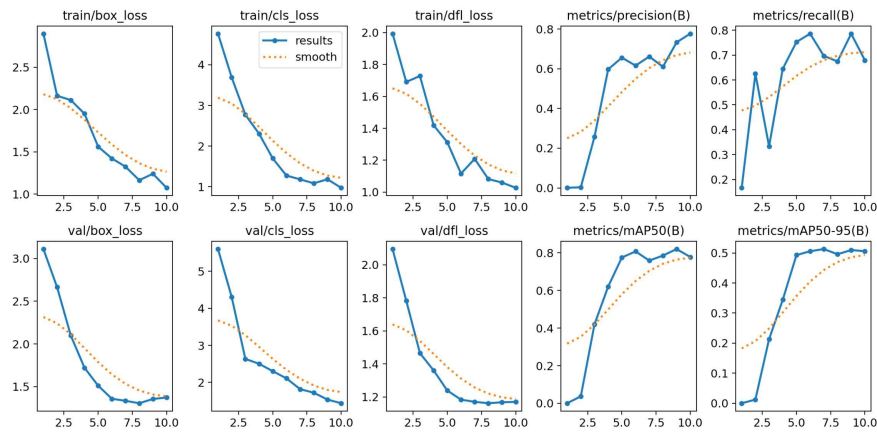 train/box_loss
train/cls_loss
train/dfl_loss
metrics/precision(B)
metrics/recall(B)
2.5
2.0
1.5
1.0
2.5 5.0 7.5 10.0
results
smooth
4
3
2
1
2.5 5.0 7.5 10.0
2.0
1.8
1.6
1.4
1.2
1.0
2.5 5.0 7.5 10.0
0.8
0.6
0.4
0.2
0.0
2.5 5.0 7.5 10.0
0.8
0.7
0.6
0.5
0.4
0.3
0.2
2.5 5.0 7.5 10.0
val/box_loss
val/cls_loss
val/dfl_loss
metrics/mAP50(B)
metrics/mAP50-95(B)
3.0
2.5
2.0
1.5
2.5 5.0 7.5 10.0
5
4
3
2
2.5 5.0 7.5 10.0
2.0
1.8
1.6
1.4
1.2
2.5 5.0 7.5 10.0
0.8
0.6
0.4
0.2
0.0
2.5 5.0 7.5 10.0
0.5
0.4
0.3
0.2
0.1
0.0
2.5 5.0 7.5 10.0